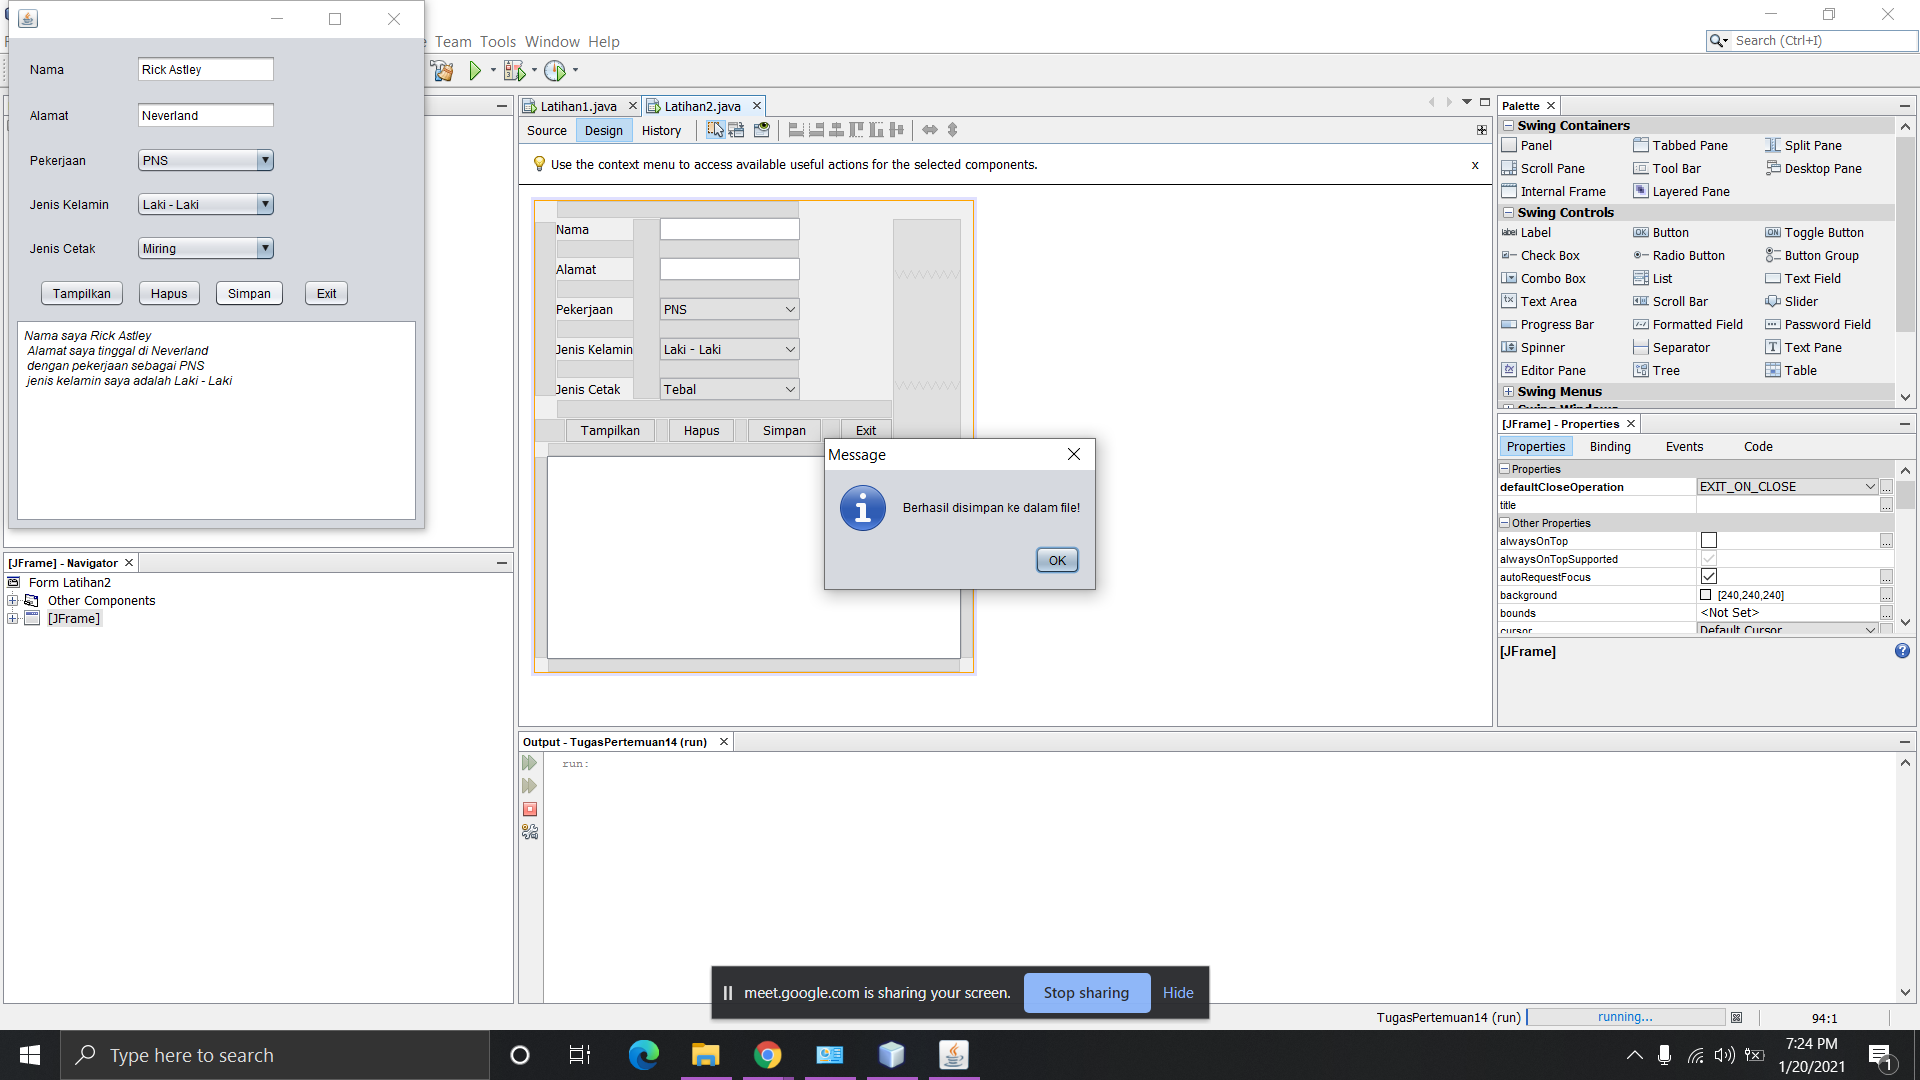 Team Tools Window Help
Search (Ctrl+I)
Nama
Rick Astley
Alamat
Neverland
Pekerjaan
PNS
Jenis Kelamin
Laki - Laki
Jenis Cetak
Miring
Tampilkan
Hapus
Simpan
Exit
Nama saya Rick Astley
Alamat saya tinggal di Neverland
dengan pekerjaan sebagai PNS
jenis kelamin saya adalah Laki - Laki
[JFrame] - Navigator
Form Latihan2
Other Components
[JFrame]
Latihan1.java
Latihan2.java
Source
Design
History
Use the context menu to access available useful actions for the selected components.
x
Nama
Alamat
Pekerjaan
PNS
Jenis Kelamin
Laki - Laki
Jenis Cetak
Tebal
Tampilkan
Hapus
Simpan
Exit
Message
Berhasil disimpan ke dalam file!
OK
Output - TugasPertemuan14 (run)
run:
Palette
Swing Containers
Panel
Tabbed Pane
Split Pane
Scroll Pane
Tool Bar
Desktop Pane
Internal Frame
Layered Pane
Swing Controls
Label
Button
Toggle Button
Check Box
Radio Button
Button Group
Combo Box
List
Text Field
Text Area
Scroll Bar
Slider
Progress Bar
Formatted Field
Password Field
Spinner
Separator
Text Pane
Editor Pane
Tree
Table
Swing Menus
Swing Windows
[JFrame] - Properties
Properties
Binding
Events
Code
Properties
defaultCloseOperation
EXIT_ON_CLOSE
title
Other Properties
alwaysOnTop
alwaysOnTopSupported
autoRequestFocus
background
[240,240,240]
bounds
<Not Set>
cursor
Default Cursor
[JFrame]
meet.google.com is sharing your screen.
Stop sharing
Hide
TugasPertemuan14 (run)
running...
94:1
Type here to search
7:24 PM
1/20/2021
1